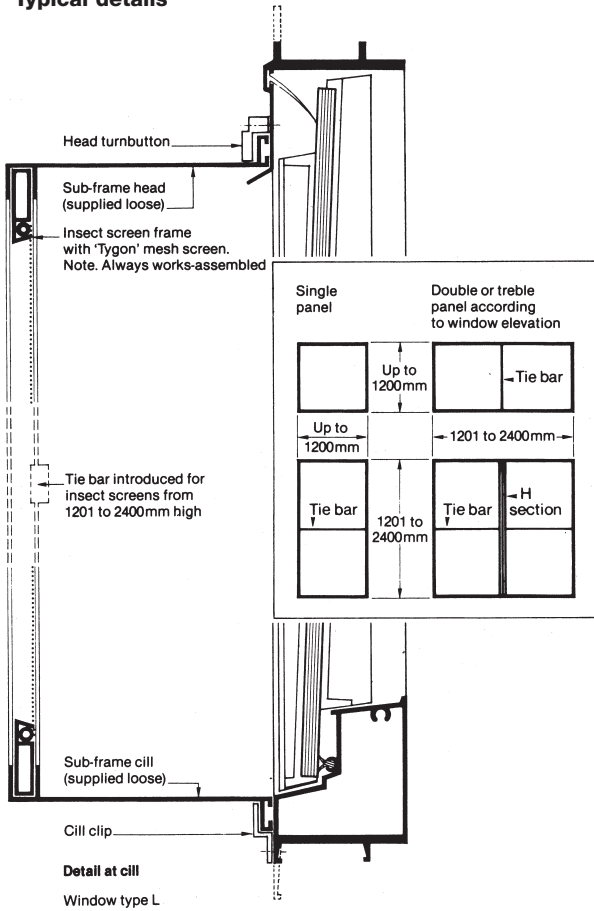 Typical details
Head turnbutton
Sub-frame head
(supplied loose)
Insect screen frame
with 'Tygon' mesh screen.
Note. Always works-assembled
Single
panel
Double or treble
panel according
to window elevation
Up to
1200mm
Tie bar
Up to
1200mm
1201 to 2400mm
Tie bar introduced for
insect screens from
1201 to 2400mm high
Tie bar
1201 to
2400mm
Tie bar
H
section
Sub-frame cill
(supplied loose)
Cill clip
Detail at cill
Window type L